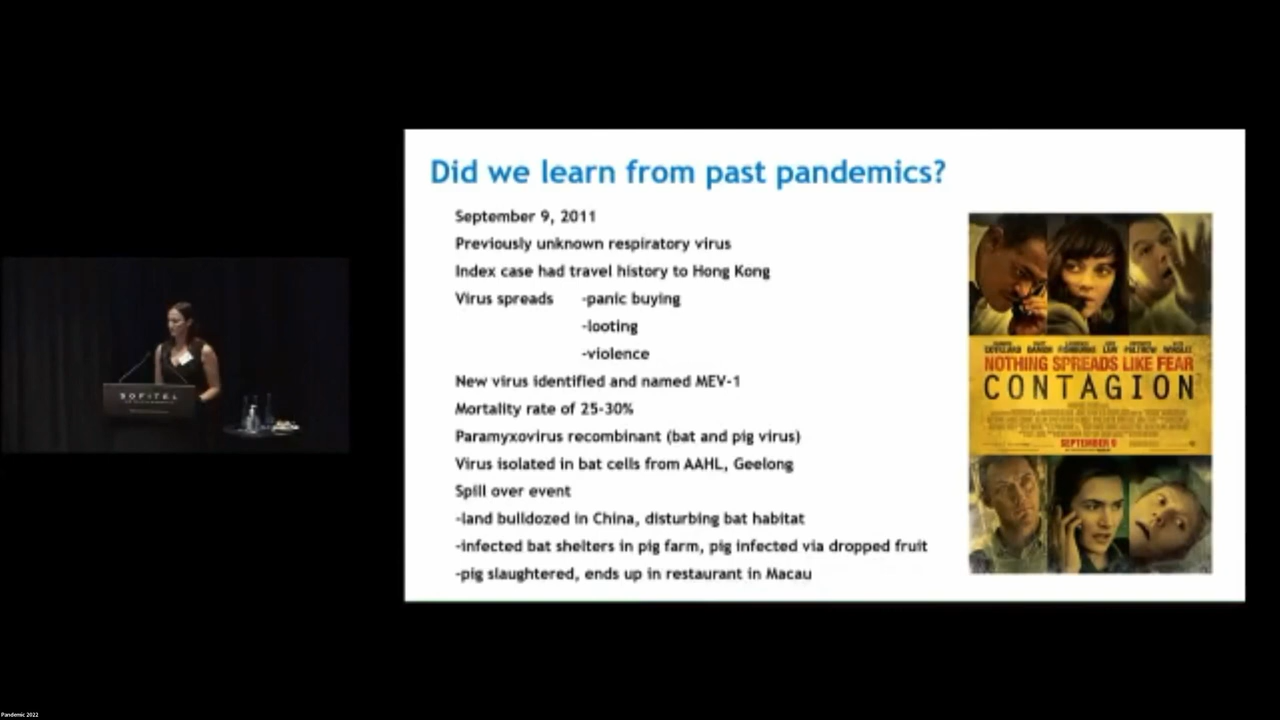 Did we learn from past pandemics?
September 9, 2011
Previously unknown respiratory virus
Index case had travel history to Hong Kong
Virus spreads -panic buying
-looting
-violence
New virus identified and named MEV-1
Mortality rate of 25-30%
Paramyxovirus recombinant (bat and pig virus)
Virus isolated in bat cells from AAHL, Geelong
Spill over event
-land bulldozed in China, disturbing bat habitat
-infected bat shelters in pig farm, pig infected via dropped fruit
-pig slaughtered, ends up in restaurant in Macau
NOTHING SPREADS LIKE FEAR
CONTAGION
SEPTEMBER 9
SOFITEL
Pandemic 2022